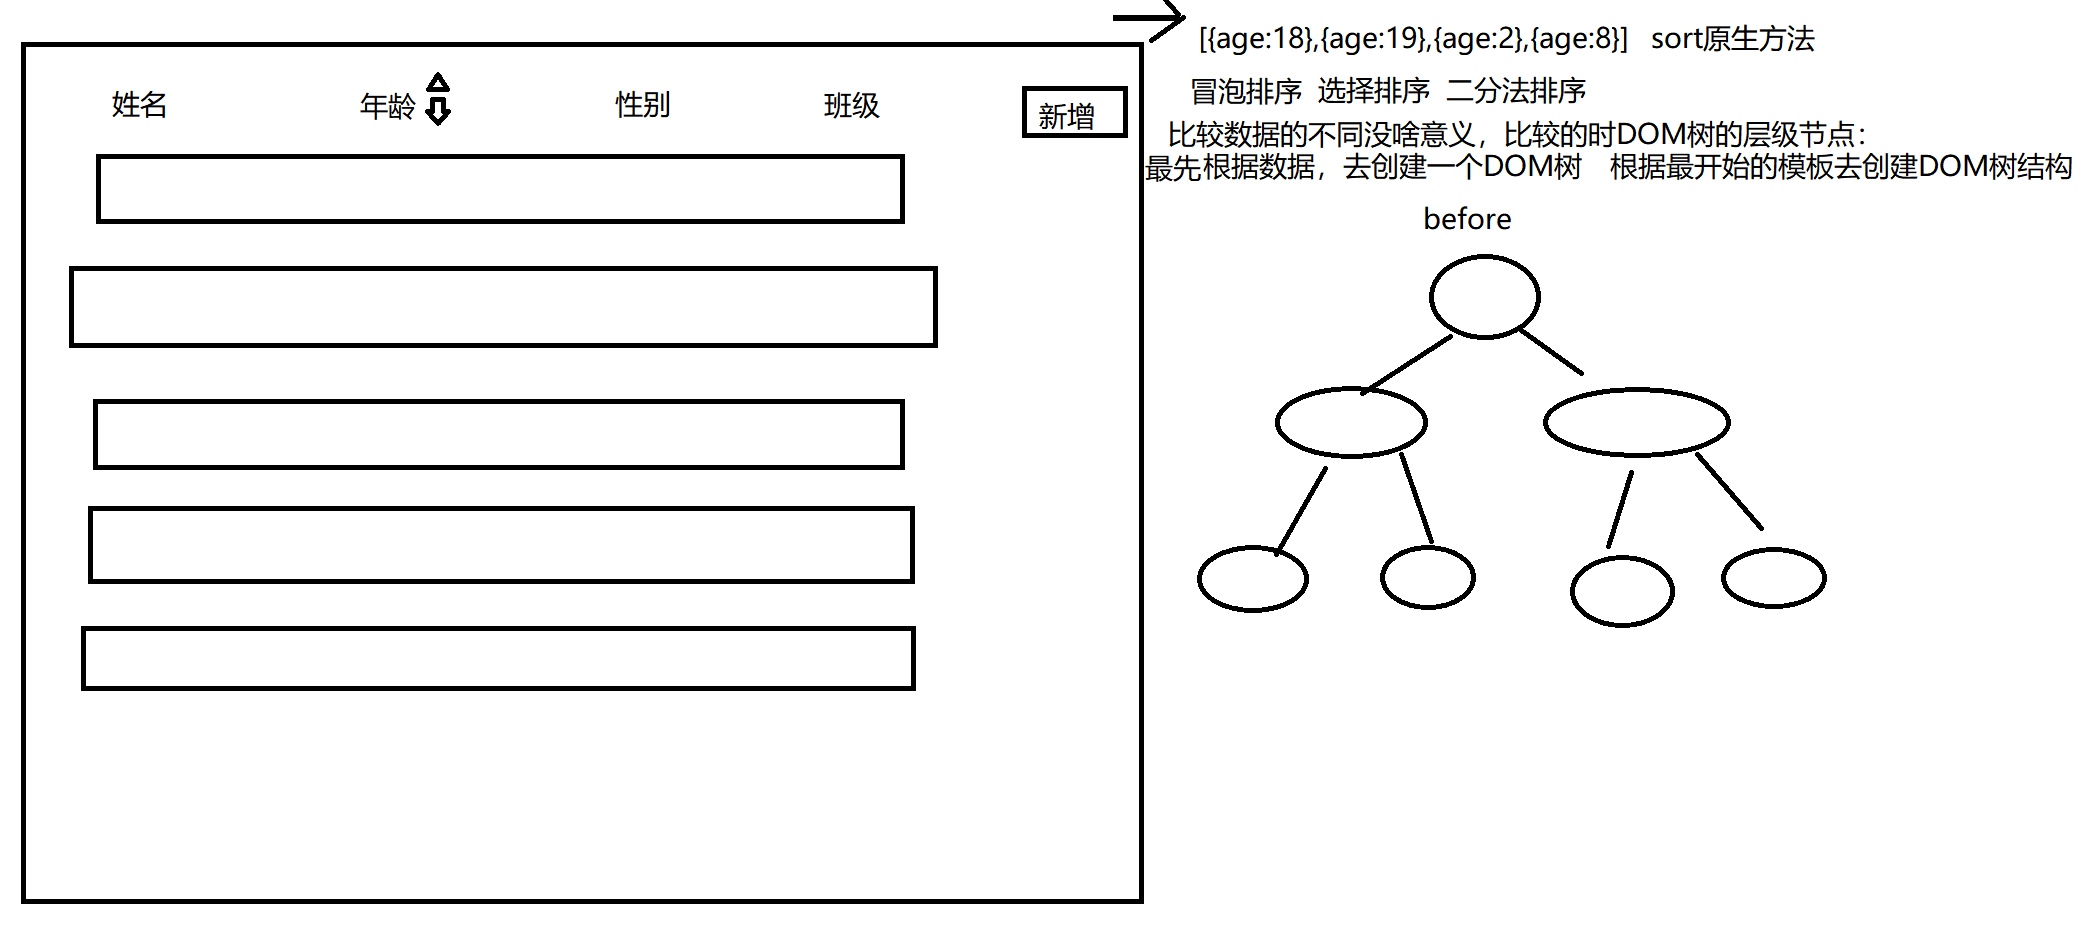 [{age:18},{age:19},{age:2},{age:8}] sort原生方法
冒泡排序 选择排序 二分法排序
比较数据的不同没啥意义，比较的时DOM树的层级节点：
最先根据数据，去创建一个DOM树 根据最开始的模板去创建DOM树结构
姓名 年龄 性别 班级
新增
before